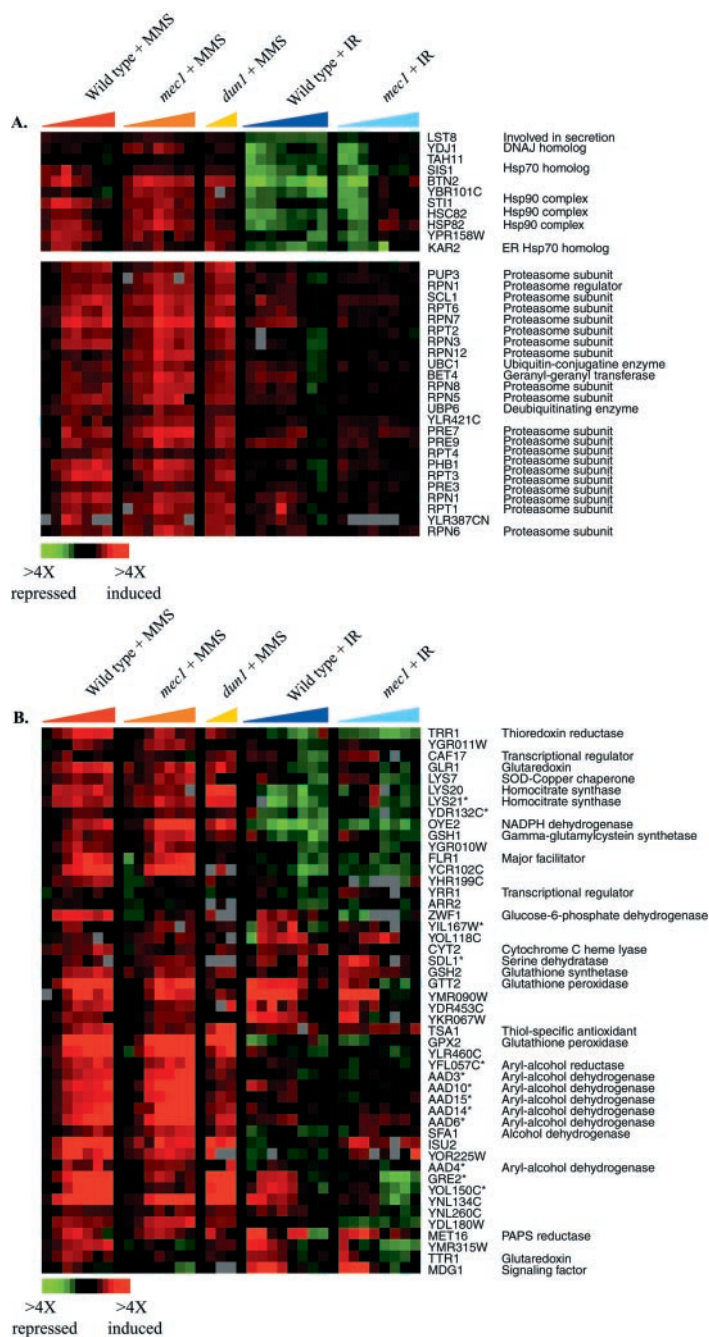 Wild type + MMS
mec1 + MMS
dun1 + MMS
Wild type + IR
mec1 + IR
A.
LST8 Involved in secretion
YDJ1 DNAJ homolog
TAH11
SIS1 Hsp70 homolog
BTN2
YBR101C
STI1 Hsp90 complex
HSC82 Hsp90 complex
HSP82 Hsp90 complex
YPR158W
KAR2 ER Hsp70 homolog
PUP3 Proteasome subunit
RPN1 Proteasome regulator
SCL1 Proteasome subunit
RPT6 Proteasome subunit
RPN7 Proteasome subunit
RPT2 Proteasome subunit
RPN3 Proteasome subunit
RPN12 Proteasome subunit
UBC1 Ubiquitin-conjugatine enzyme
BET4 Geranyl-geranyl transferase
RPN8 Proteasome subunit
RPN5 Proteasome subunit
UBP6 Deubiquitinating enzyme
YLR421C
PRE7 Proteasome subunit
PRE9 Proteasome subunit
RPT4 Proteasome subunit
PHB1 Proteasome subunit
RPT3 Proteasome subunit
PRE3 Proteasome subunit
RPN1 Proteasome subunit
RPT1 Proteasome subunit
YLR387CN
RPN6 Proteasome subunit
>4X >4X
repressed induced
Wild type + MMS
mec1 + MMS
dun1 + MMS
Wild type + IR
mec1 + IR
B.
TRR1 Thioredoxin reductase
YGR011W
CAF17 Transcriptional regulator
GLR1 Glutaredoxin
LYS7 SOD-Copper chaperone
LYS20 Homocitrate synthase
LYS21* Homocitrate synthase
YDR132C*
OYE2 NADPH dehydrogenase
GSH1 Gamma-glutamylcystein synthetase
YGR010W
FLR1 Major facilitator
YCR102C
YHR199C
YRR1 Transcriptional regulator
ARR2
ZWF1 Glucose-6-phosphate dehydrogenase
YIL167W*
YOL118C
CYT2 Cytochrome C heme lyase
SDL1* Serine dehydratase
GSH2 Glutathione synthetase
GTT2 Glutathione peroxidase
YMR090W
YDR453C
YKR067W
TSA1 Thiol-specific antioxidant
GPX2 Glutathione peroxidase
YLR460C
YFL057C* Aryl-alcohol reductase
AAD3* Aryl-alcohol dehydrogenase
AAD10* Aryl-alcohol dehydrogenase
AAD15* Aryl-alcohol dehydrogenase
AAD14* Aryl-alcohol dehydrogenase
AAD6* Aryl-alcohol dehydrogenase
SFA1 Alcohol dehydrogenase
ISU2
YOR225W
AAD4* Aryl-alcohol dehydrogenase
GRE2*
YOL150C*
YNL134C
YNL260C
YDL180W
MET16 PAPS reductase
YMR315W
TTR1 Glutaredoxin
MDG1 Signaling factor
>4X >4X
repressed induced